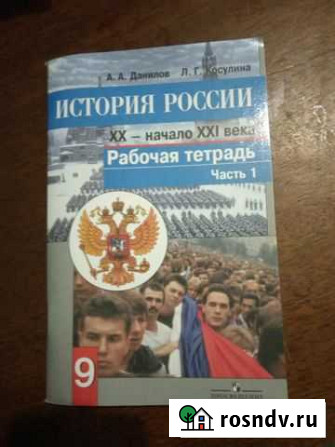 А. А. Данилов Л. Г. Косулина
ИСТОРИЯ РОССИИ
XX – начало XXI века
Рабочая тетрадь
Часть 1
9
rosndv.ru